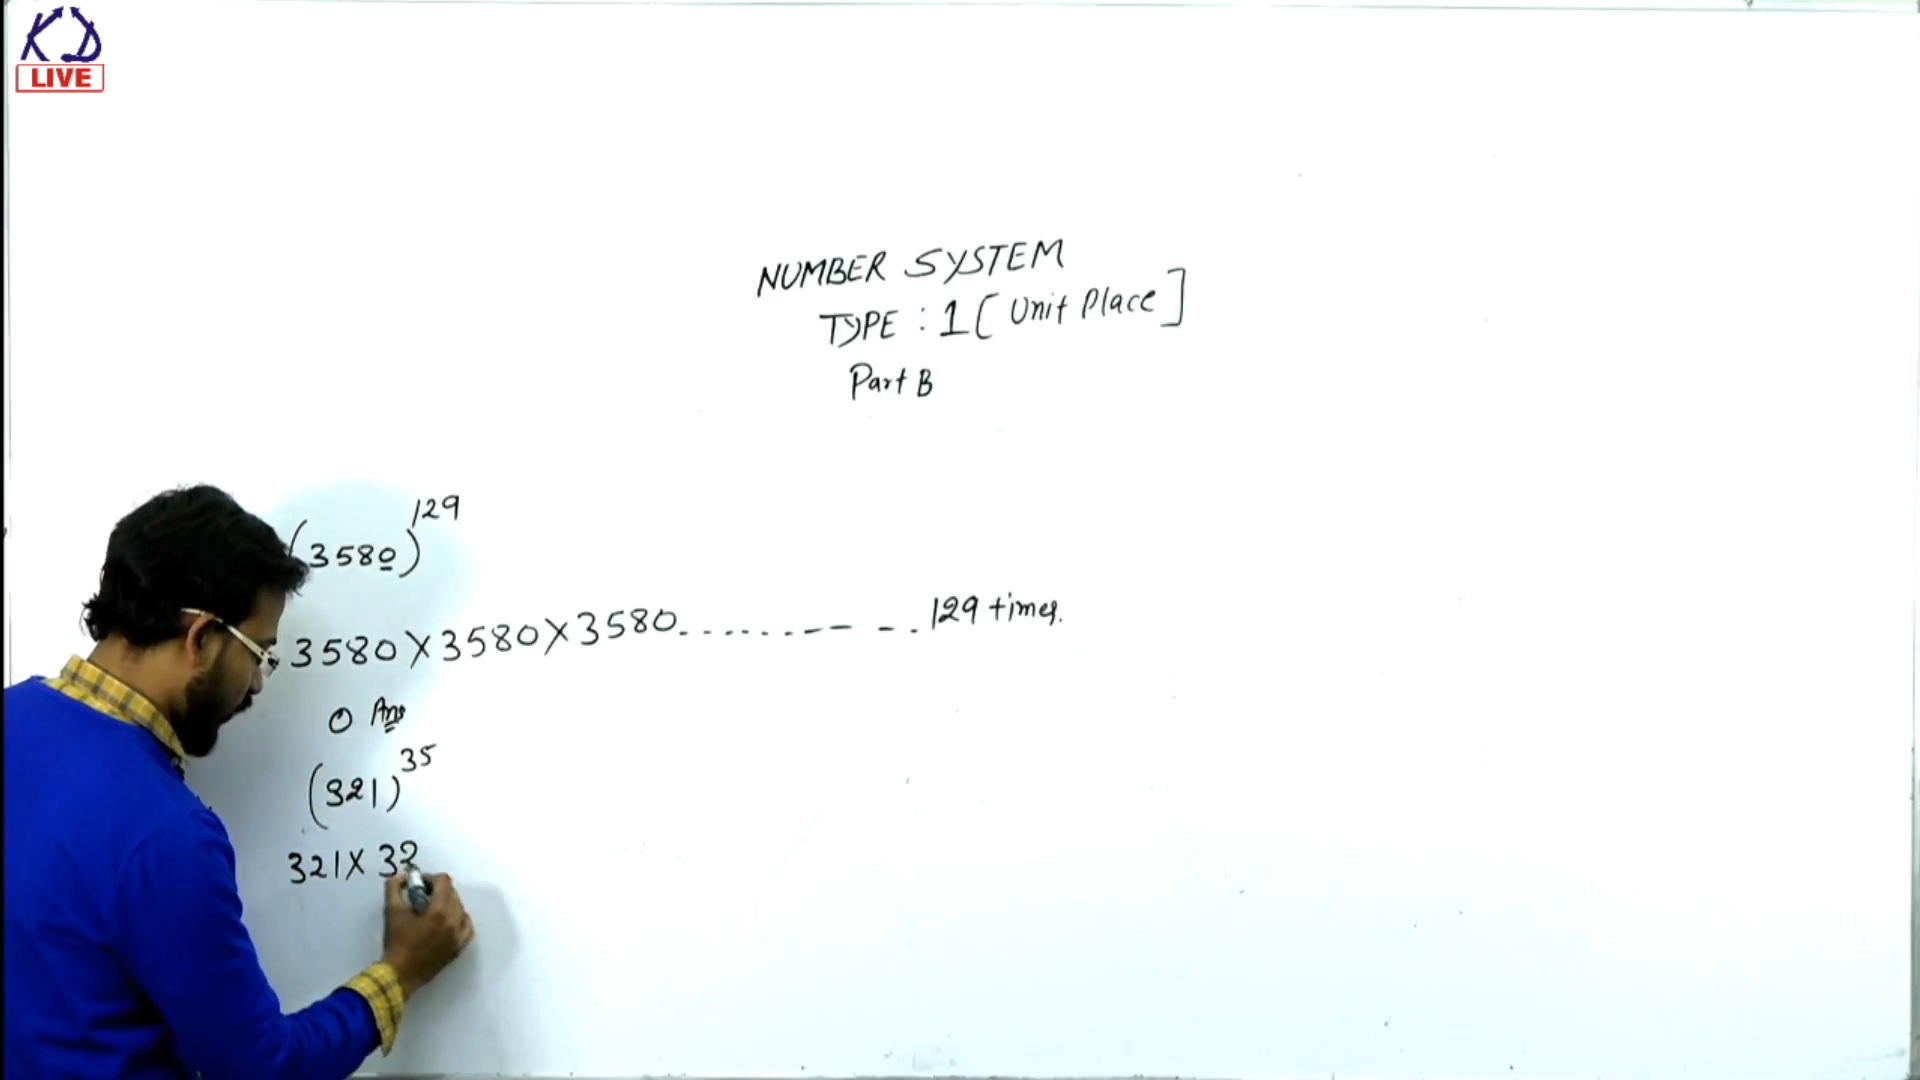 KD
LIVE
NUMBER SYSTEM
TYPE : 1 [ Unit Place ]
Part B
(3580)^129
3580 X 3580 X 3580 ........-- - -. 129 times.
0 Ans
(321)^35
321 X 32